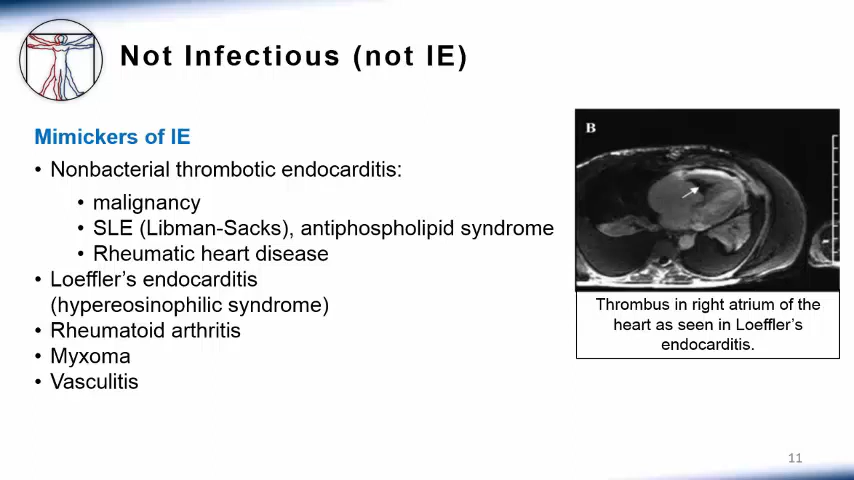 Not Infectious (not IE)
Mimickers of IE
• Nonbacterial thrombotic endocarditis:
• malignancy
• SLE (Libman-Sacks), antiphospholipid syndrome
• Rheumatic heart disease
• Loeffler's endocarditis
(hypereosinophilic syndrome)
• Rheumatoid arthritis
• Myxoma
• Vasculitis
B
Thrombus in right atrium of the
heart as seen in Loeffler's
endocarditis.
11